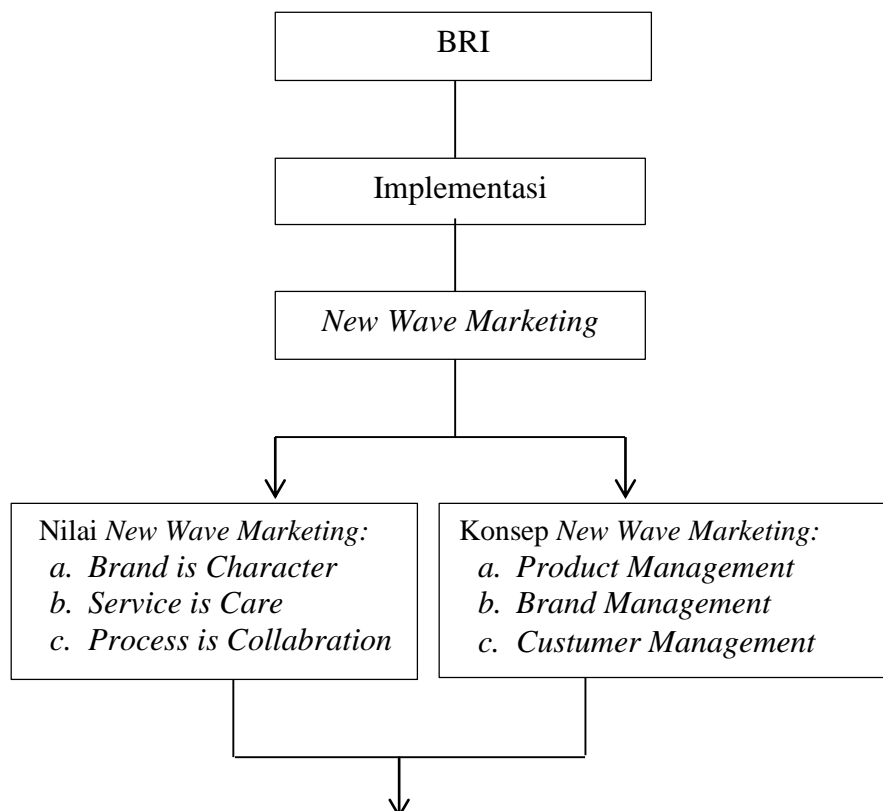 BRI
Implementasi
New Wave Marketing
Nilai New Wave Marketing:
a. Brand is Character
b. Service is Care
c. Process is Collabration
Konsep New Wave Marketing:
a. Product Management
b. Brand Management
c. Custumer Management